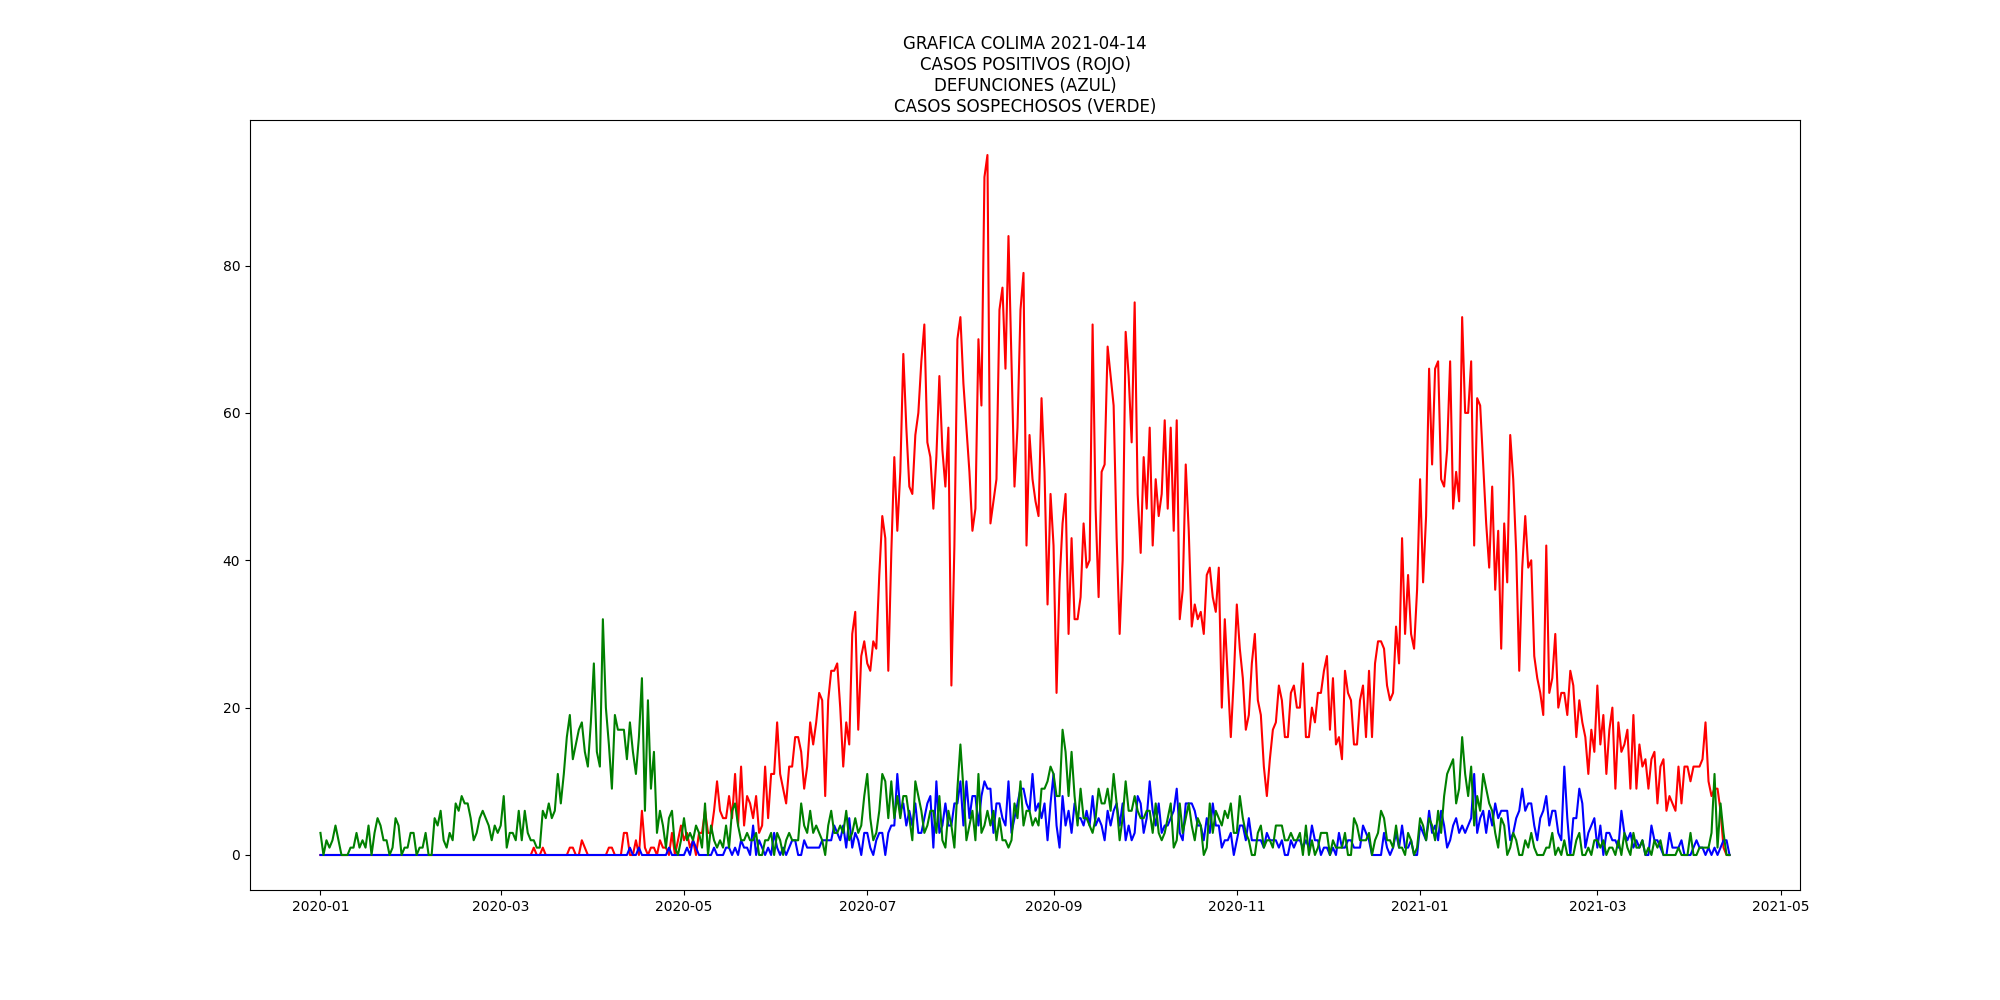 GRAFICA COLIMA 2021-04-14
CASOS POSITIVOS (ROJO)
DEFUNCIONES (AZUL)
CASOS SOSPECHOSOS (VERDE)
80
60
40
20
0
2020-01 2020-03 2020-05 2020-07 2020-09 2020-11 2021-01 2021-03 2021-05